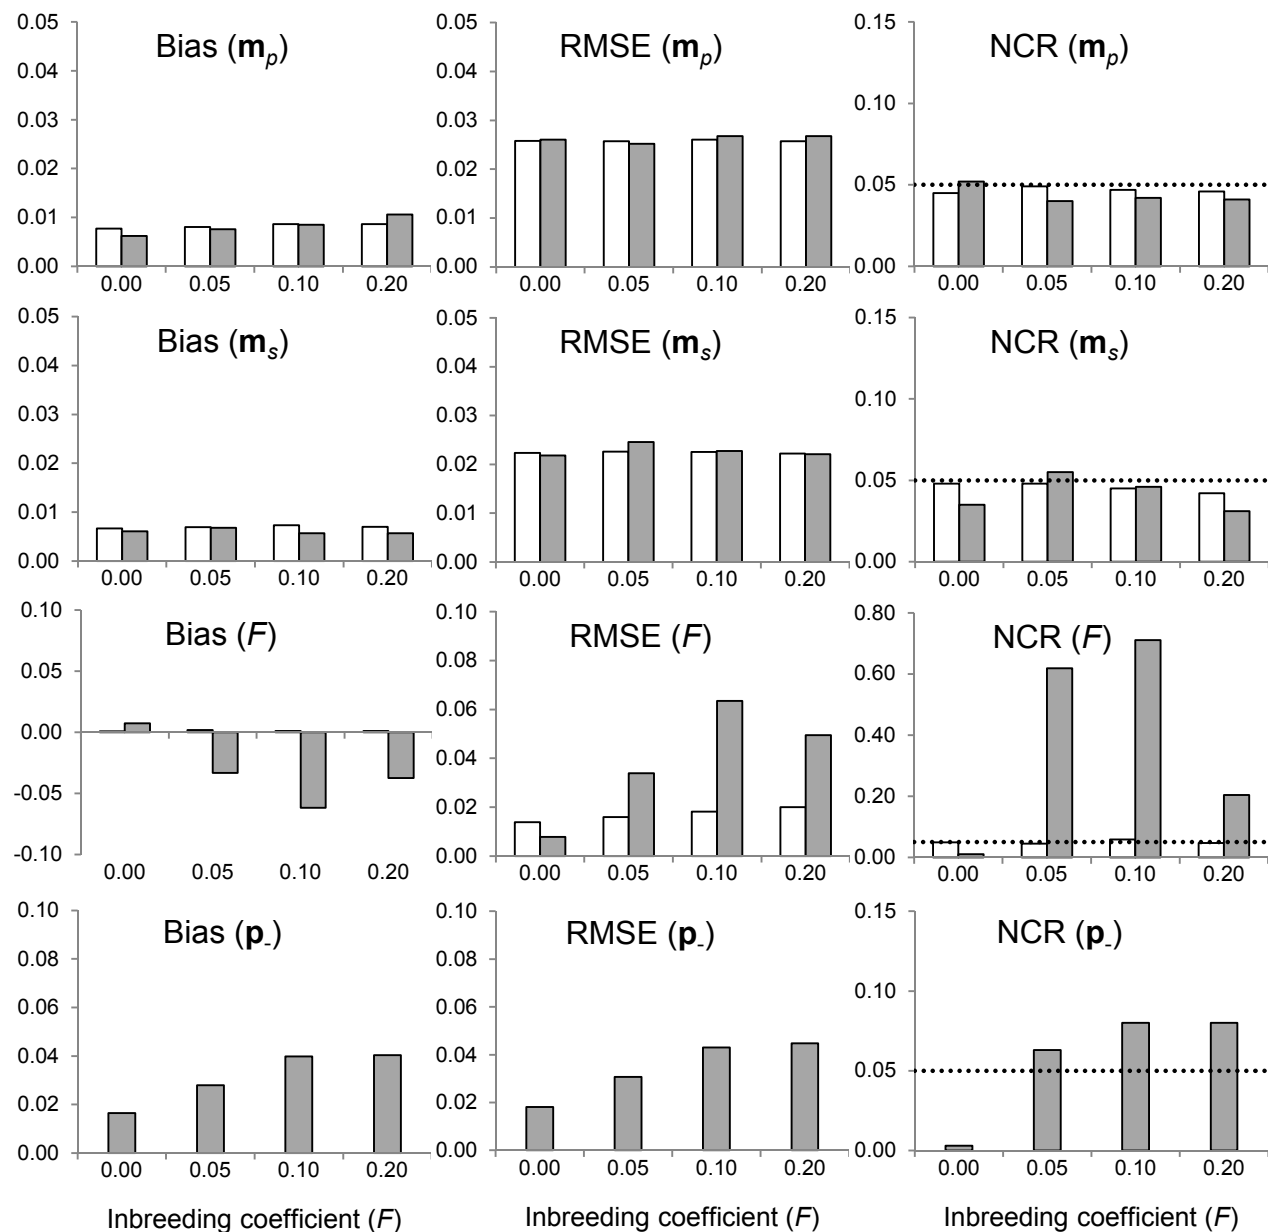 Bias (mp)
0.05
0.04
0.03
0.02
0.01
0.00
0.00 0.05 0.10 0.20
RMSE (mp)
0.05
0.04
0.03
0.02
0.01
0.00
0.00 0.05 0.10 0.20
NCR (mp)
0.15
0.10
0.05
0.00
0.00 0.05 0.10 0.20
Bias (ms)
0.05
0.04
0.03
0.02
0.01
0.00
0.00 0.05 0.10 0.20
RMSE (ms)
0.05
0.04
0.03
0.02
0.01
0.00
0.00 0.05 0.10 0.20
NCR (ms)
0.15
0.10
0.05
0.00
0.00 0.05 0.10 0.20
Bias (F)
0.10
0.05
0.00
-0.05
-0.10
0.00 0.05 0.10 0.20
RMSE (F)
0.10
0.08
0.06
0.04
0.02
0.00
0.00 0.05 0.10 0.20
NCR (F)
0.80
0.60
0.40
0.20
0.00
0.00 0.05 0.10 0.20
Bias (p-)
0.10
0.08
0.06
0.04
0.02
0.00
0.00 0.05 0.10 0.20
Inbreeding coefficient (F)
RMSE (p-)
0.10
0.08
0.06
0.04
0.02
0.00
0.00 0.05 0.10 0.20
Inbreeding coefficient (F)
NCR (p-)
0.15
0.10
0.05
0.00
0.00 0.05 0.10 0.20
Inbreeding coefficient (F)